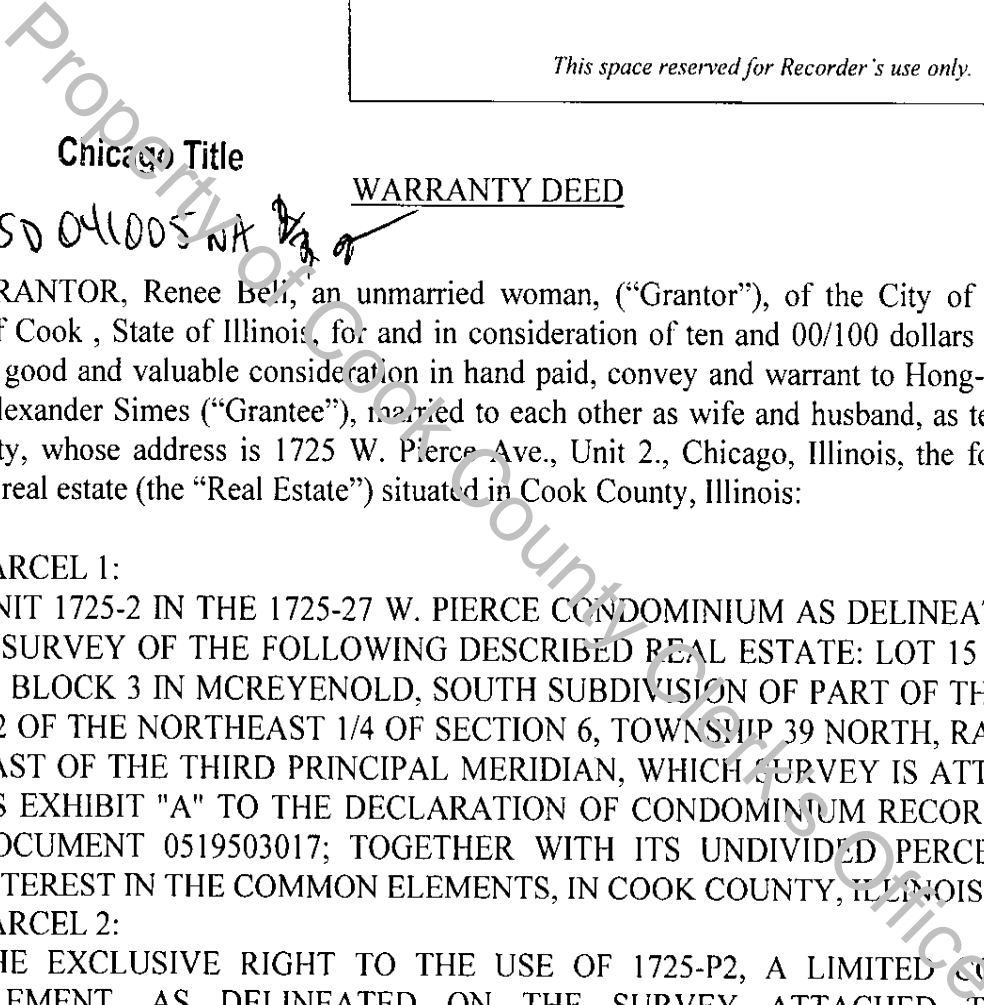 This space reserved for Recorder's use only.
Chicago Title
WARRANTY DEED
SD 041005 NA
RANTOR, Renee Beli, an unmarried woman, (“Grantor”), of the City of
f Cook , State of Illinois, for and in consideration of ten and 00/100 dollars
good and valuable consideration in hand paid, convey and warrant to Hong-
lexander Simes (“Grantee”), married to each other as wife and husband, as te
ty, whose address is 1725 W. Pierce Ave., Unit 2., Chicago, Illinois, the fo
real estate (the “Real Estate”) situated in Cook County, Illinois:
ARCEL 1:
NIT 1725-2 IN THE 1725-27 W. PIERCE CONDOMINIUM AS DELINEAT
SURVEY OF THE FOLLOWING DESCRIBED REAL ESTATE: LOT 15
BLOCK 3 IN MCREYENOLD, SOUTH SUBDIVISION OF PART OF TH
2 OF THE NORTHEAST 1/4 OF SECTION 6, TOWNSHIP 39 NORTH, RA
AST OF THE THIRD PRINCIPAL MERIDIAN, WHICH SURVEY IS ATT
S EXHIBIT "A" TO THE DECLARATION OF CONDOMINIUM RECOR
OCUMENT 0519503017; TOGETHER WITH ITS UNDIVIDED PERCE
TEREST IN THE COMMON ELEMENTS, IN COOK COUNTY, ILLINOIS
ARCEL 2:
HE EXCLUSIVE RIGHT TO THE USE OF 1725-P2, A LIMITED CO
LEMENT, AS DELINEATED ON THE SURVEY ATTACHED T
Property of Cook County Clerk's Office